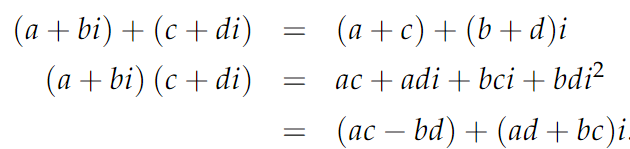 (a + bi) + (c + di) = (a + c) + (b + d)i
(a + bi) (c + di) = ac + adi + bci + bdi²
= (ac − bd) + (ad + bc)i.